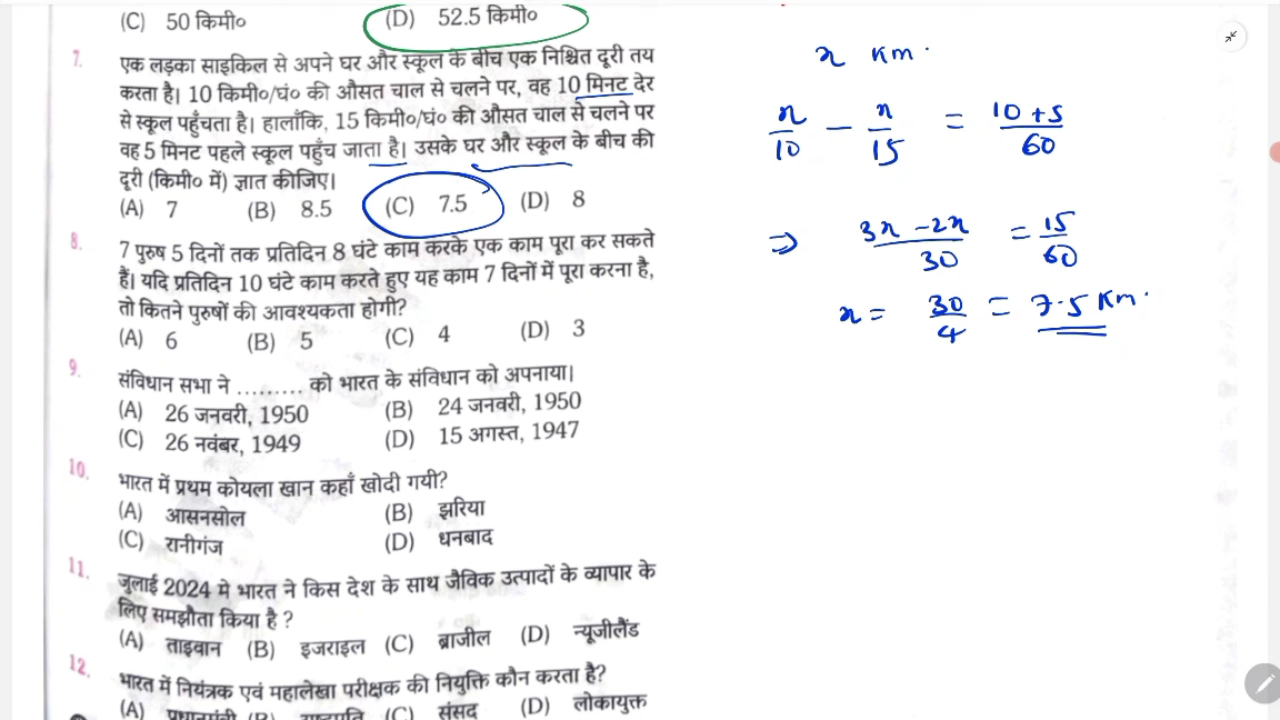 (C) 50 किमी० (D) 52.5 किमी०
7. एक लड़का साइकिल से अपने घर और स्कूल के बीच एक निश्चित दूरी तय
करता है। 10 किमी०/घं० की औसत चाल से चलने पर, वह 10 मिनट देर
से स्कूल पहुँचता है। हालाँकि, 15 किमी०/घं० की औसत चाल से चलने पर
वह 5 मिनट पहले स्कूल पहुँच जाता है। उसके घर और स्कूल के बीच की
दूरी (किमी० में) ज्ञात कीजिए।
(A) 7 (B) 8.5 (C) 7.5 (D) 8
8. 7 पुरुष 5 दिनों तक प्रतिदिन 8 घंटे काम करके एक काम पूरा कर सकते
हैं। यदि प्रतिदिन 10 घंटे काम करते हुए यह काम 7 दिनों में पूरा करना है,
तो कितने पुरुषों की आवश्यकता होगी?
(A) 6 (B) 5 (C) 4 (D) 3
9. संविधान सभा ने ......... को भारत के संविधान को अपनाया।
(A) 26 जनवरी, 1950 (B) 24 जनवरी, 1950
(C) 26 नवंबर, 1949 (D) 15 अगस्त, 1947
10. भारत में प्रथम कोयला खान कहाँ खोदी गयी?
(A) आसनसोल (B) झरिया
(C) रानीगंज (D) धनबाद
11. जुलाई 2024 मे भारत ने किस देश के साथ जैविक उत्पादों के व्यापार के
लिए समझौता किया है ?
(A) ताइवान (B) इजराइल (C) ब्राजील (D) न्यूजीलैंड
12. भारत में नियंत्रक एवं महालेखा परीक्षक की नियुक्ति कौन करता है?
(A) प्रधानमंत्री (B) राष्ट्रपति (C) संसद (D) लोकायुक्त
x Km.
x/10 - x/15 = 10+5/60
⇒ 3x-2x/30 = 15/60
x = 30/4 = 7.5 Km.